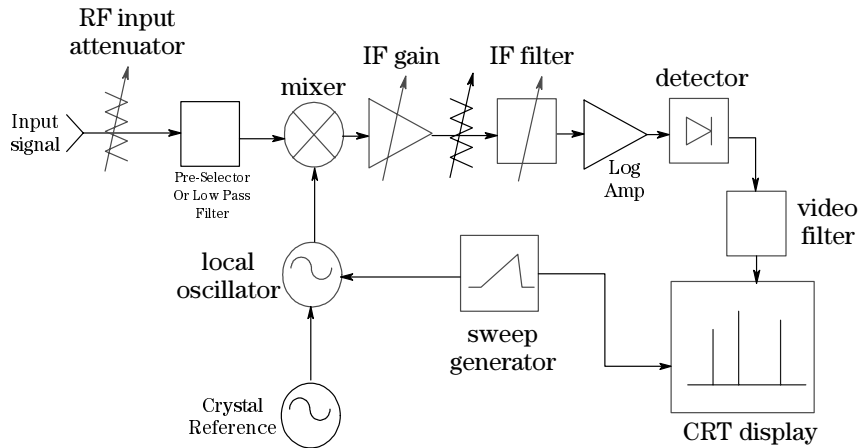 RF input
attenuator
mixer
IF gain
IF filter
detector
Input
signal
Pre-Selector
Or Low Pass
Filter
Log
Amp
video
filter
local
oscillator
sweep
generator
Crystal
Reference
CRT display